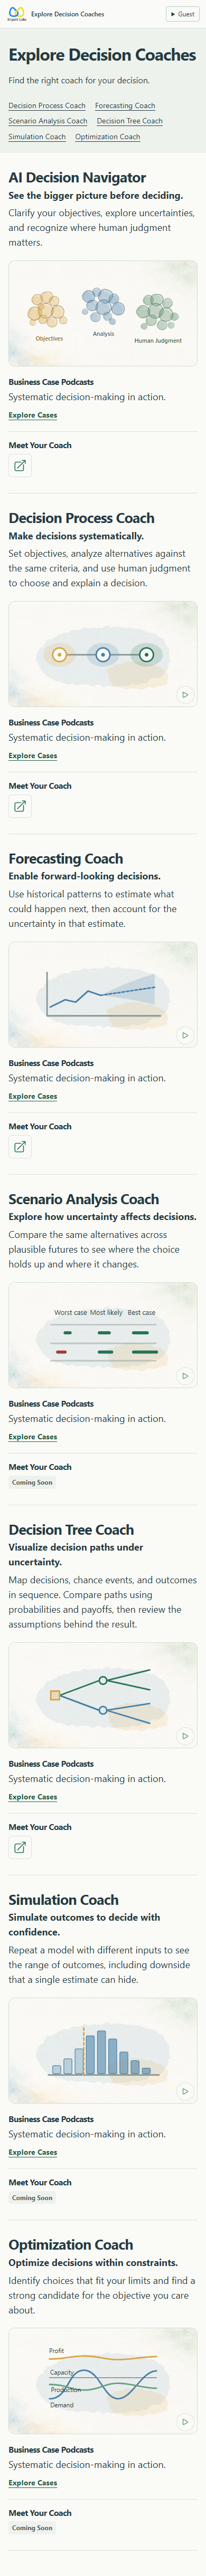 Expert Labs
Explore Decision Coaches
Guest
Explore Decision Coaches
Find the right coach for your decision.
Decision Process Coach
Forecasting Coach
Scenario Analysis Coach
Decision Tree Coach
Simulation Coach
Optimization Coach
AI Decision Navigator
See the bigger picture before deciding.
Clarify your objectives, explore uncertainties,
and recognize where human judgment
matters.
Objectives
Analysis
Human Judgment
Business Case Podcasts
Systematic decision-making in action.
Explore Cases
Meet Your Coach
Decision Process Coach
Make decisions systematically.
Set objectives, analyze alternatives against
the same criteria, and use human judgment
to choose and explain a decision.
Business Case Podcasts
Systematic decision-making in action.
Explore Cases
Meet Your Coach
Forecasting Coach
Enable forward-looking decisions.
Use historical patterns to estimate what
could happen next, then account for the
uncertainty in that estimate.
Business Case Podcasts
Systematic decision-making in action.
Explore Cases
Meet Your Coach
Scenario Analysis Coach
Explore how uncertainty affects decisions.
Compare the same alternatives across
plausible futures to see where the choice
holds up and where it changes.
Worst case
Most likely
Best case
Business Case Podcasts
Systematic decision-making in action.
Explore Cases
Meet Your Coach
Coming Soon
Decision Tree Coach
Visualize decision paths under
uncertainty.
Map decisions, chance events, and outcomes
in sequence. Compare paths using
probabilities and payoffs, then review the
assumptions behind the result.
Business Case Podcasts
Systematic decision-making in action.
Explore Cases
Meet Your Coach
Simulation Coach
Simulate outcomes to decide with
confidence.
Repeat a model with different inputs to see
the range of outcomes, including downside
that a single estimate can hide.
Business Case Podcasts
Systematic decision-making in action.
Explore Cases
Meet Your Coach
Coming Soon
Optimization Coach
Optimize decisions within constraints.
Identify choices that fit your limits and find a
strong candidate for the objective you care
about.
Profit
Capacity
Production
Demand
Business Case Podcasts
Systematic decision-making in action.
Explore Cases
Meet Your Coach
Coming Soon